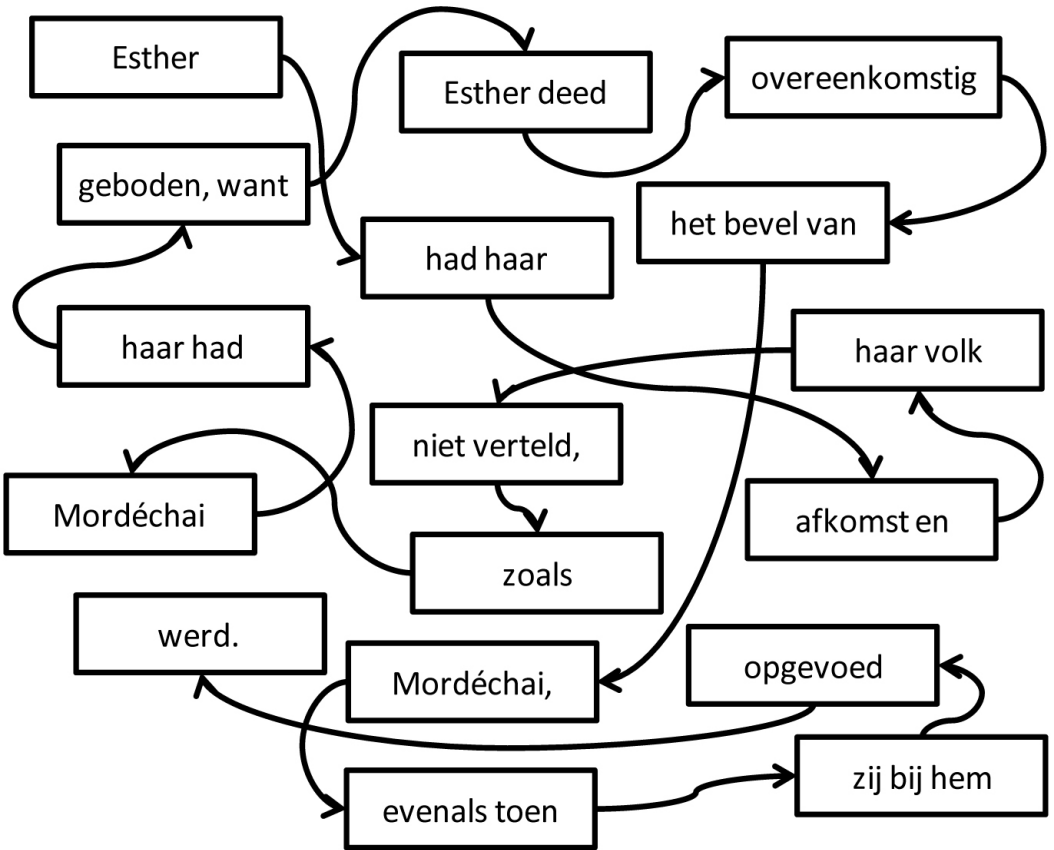 Esther
had haar
afkomst en
haar volk
niet verteld,
zoals
Mordéchai
haar had
geboden, want
Esther deed
overeenkomstig
het bevel van
Mordéchai,
evenals toen
zij bij hem
opgevoed
werd.